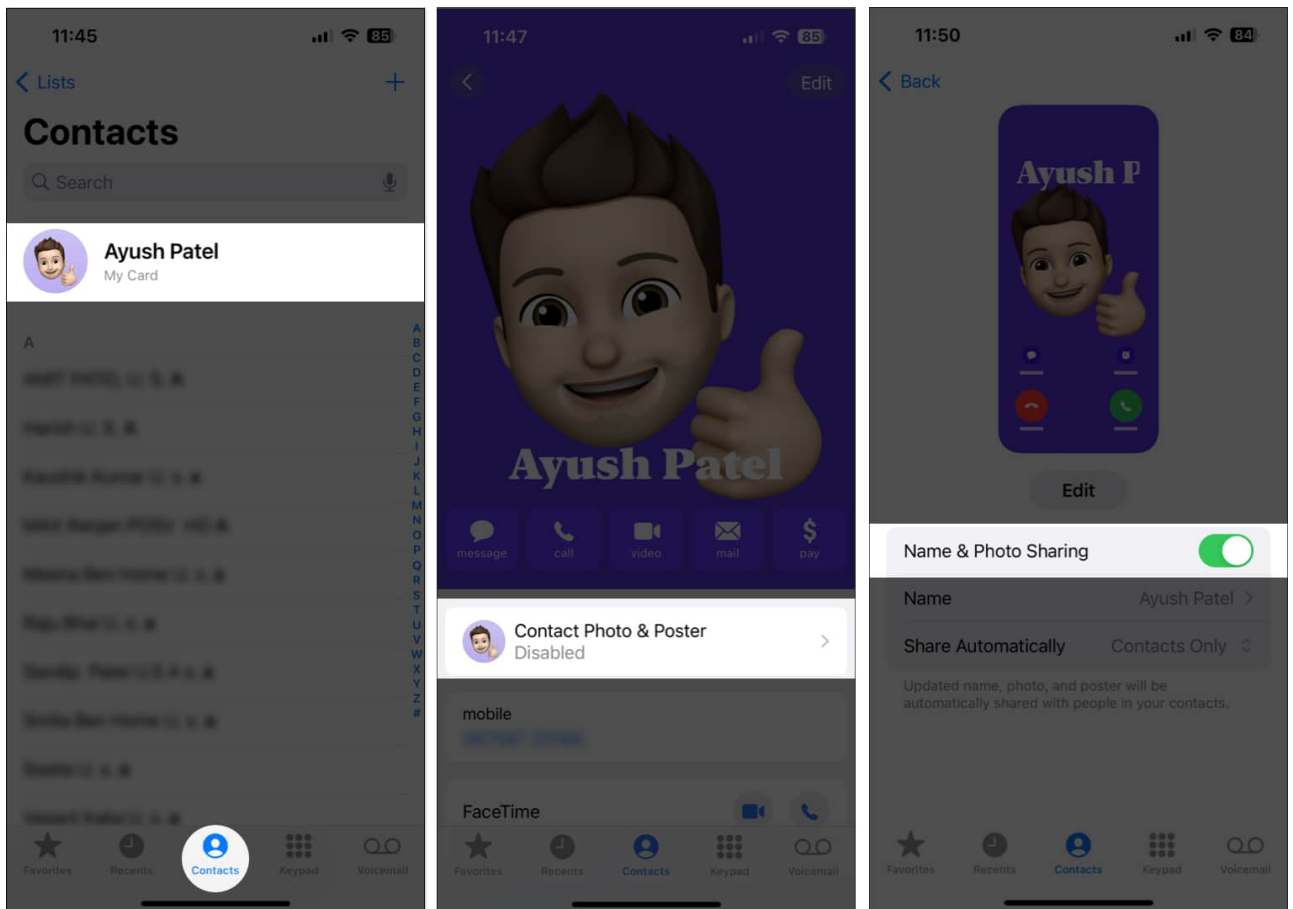 11:45
85
Lists
Contacts
Search
Ayush Patel
My Card
A
A
B
C
D
E
F
G
H
I
J
K
L
M
N
O
P
Q
R
S
T
U
V
W
X
Y
Z
#
Favorites Recents Contacts Keypad Voicemail
11:47
85
Edit
Ayush Patel
message call video mail pay
Contact Photo & Poster
Disabled
mobile
FaceTime
Favorites Recents Contacts Keypad Voicemail
11:50
84
Back
Ayush P
Edit
Name & Photo Sharing
Name Ayush Patel
Share Automatically Contacts Only
Updated name, photo, and poster will be
automatically shared with people in your contacts.
Favorites Recents Contacts Keypad Voicemail